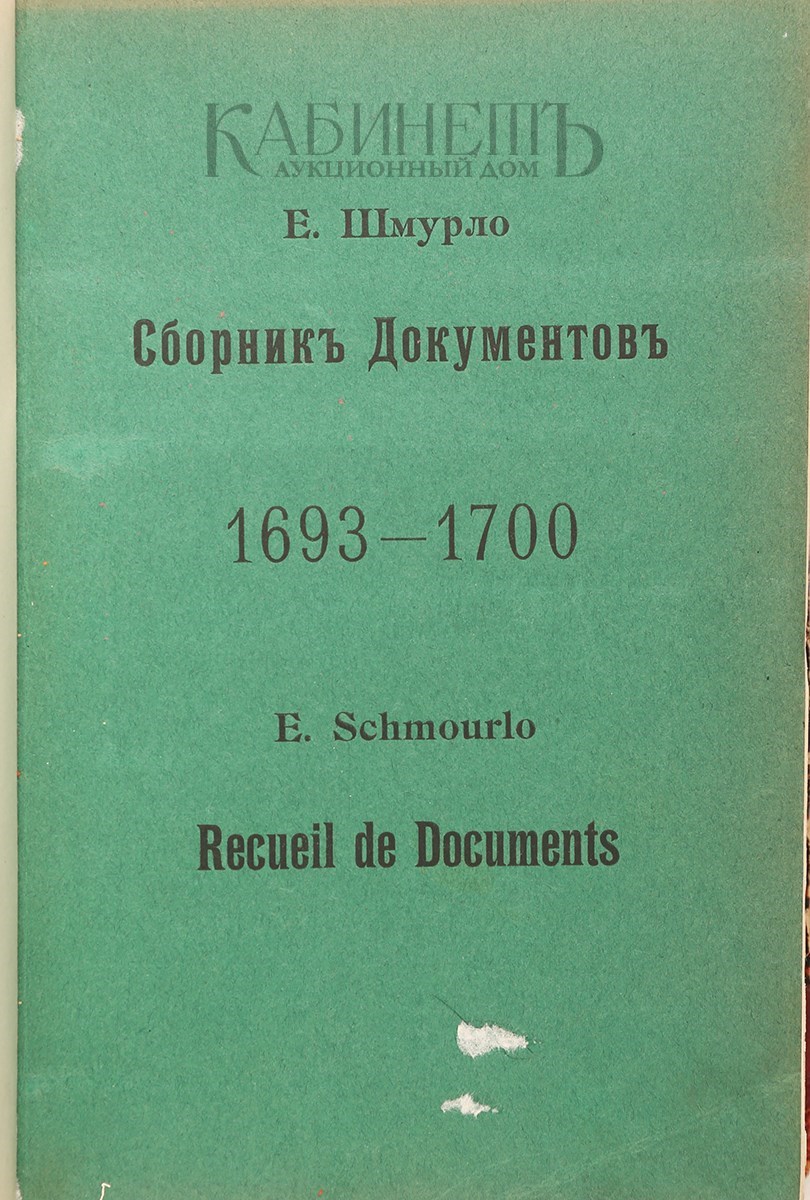 КАБИНЕТЪ
АУКЦИОННЫЙ ДОМ
Е. Шмурло
Сборникъ Документовъ
1693—1700
E. Schmourlo
Recueil de Documents